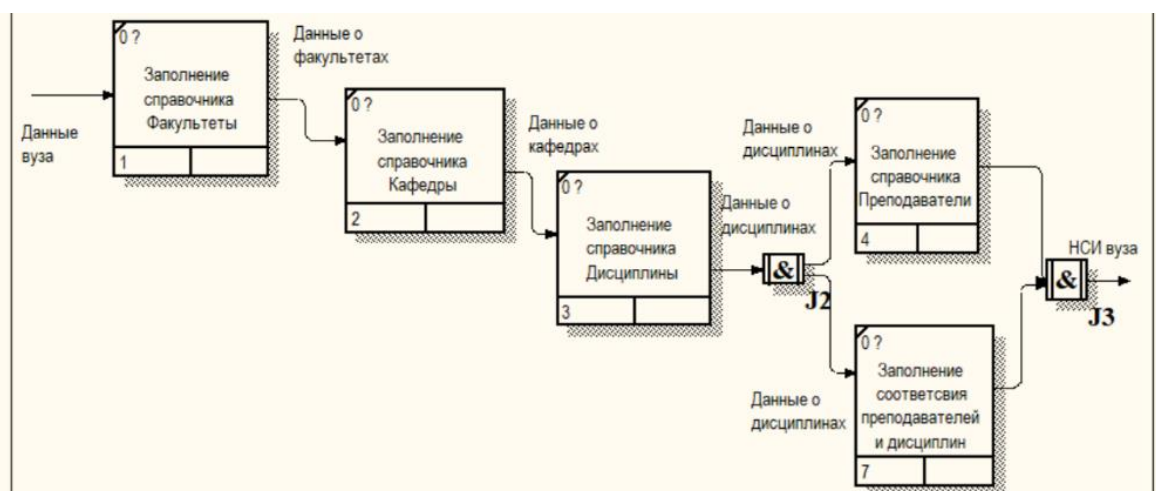 0 ?
Заполнение
справочника
Факультеты
1
Данные
вуза
Данные о
факультетах
0 ?
Заполнение
справочника
Кафедры
2
Данные о
кафедрах
0 ?
Заполнение
справочника
Дисциплины
3
Данные о
дисциплинах
&
J2
Данные о
дисциплинах
0 ?
Заполнение
справочника
Преподаватели
4
Данные о
дисциплинах
0 ?
Заполнение
соответсвия
преподавателей
и дисциплин
7
НСИ вуза
&
J3